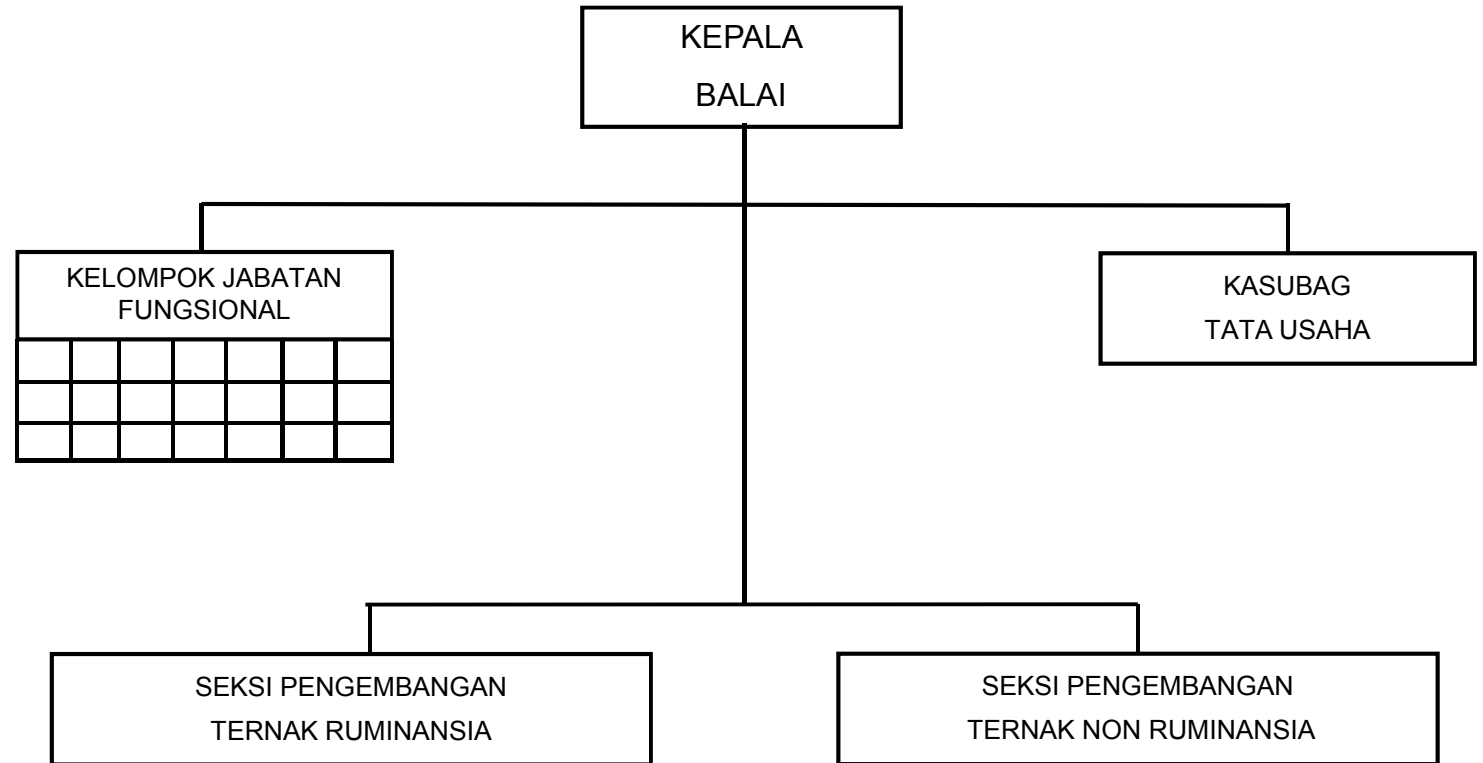 KEPALA
BALAI
KELOMPOK JABATAN
FUNGSIONAL
KASUBAG
TATA USAHA
SEKSI PENGEMBANGAN
TERNAK RUMINANSIA
SEKSI PENGEMBANGAN
TERNAK NON RUMINANSIA